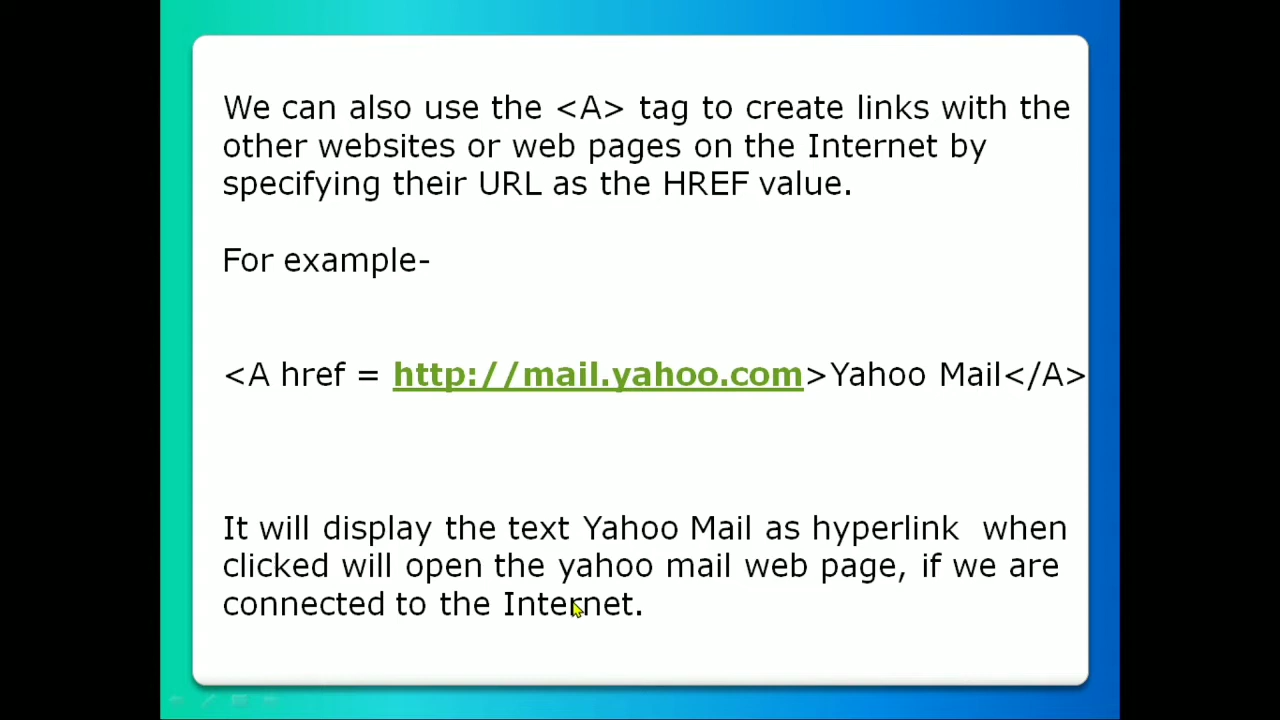 We can also use the <A> tag to create links with the
other websites or web pages on the Internet by
specifying their URL as the HREF value.
For example-
<A href = http://mail.yahoo.com>Yahoo Mail</A>
It will display the text Yahoo Mail as hyperlink  when
clicked will open the yahoo mail web page, if we are
connected to the Internet.